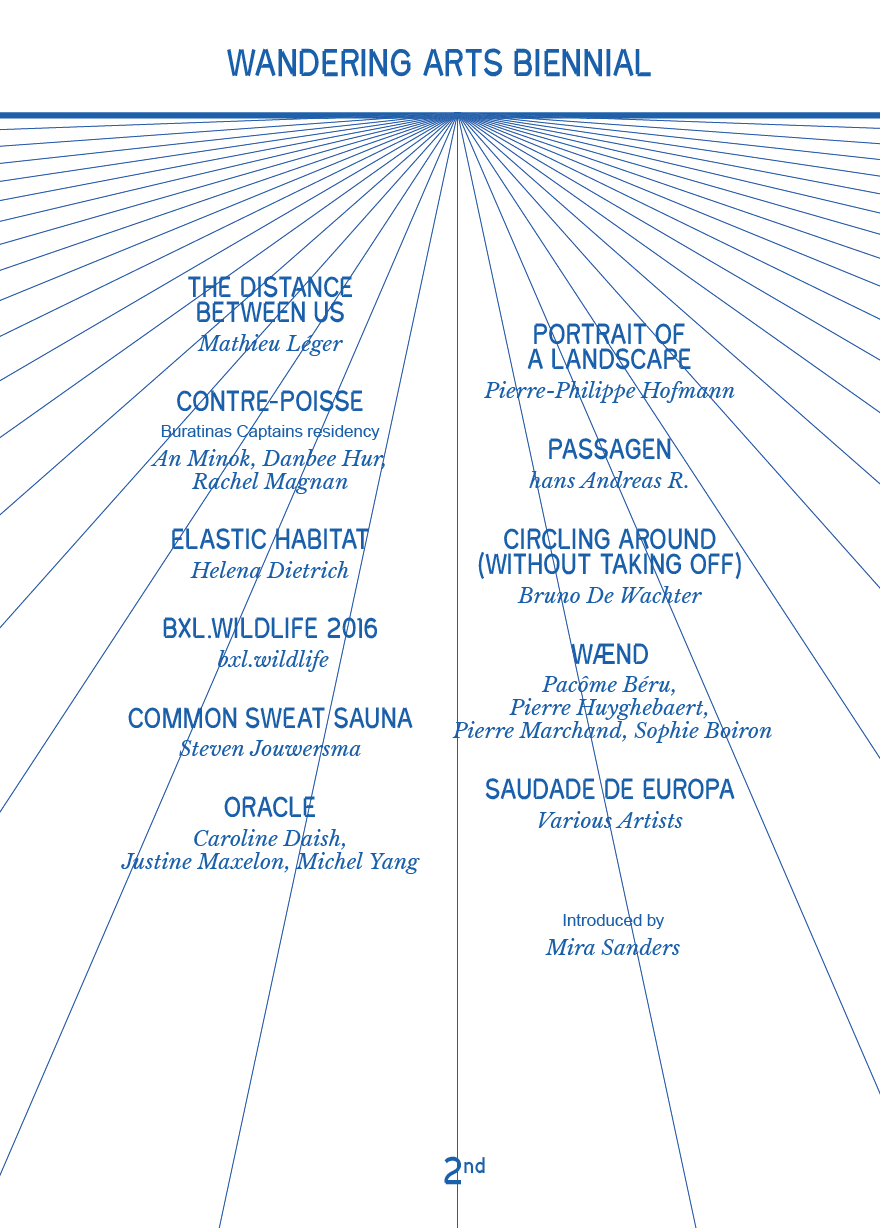 WANDERING ARTS BIENNIAL
THE DISTANCE
BETWEEN US
Mathieu Léger
CONTRE-POISSE
Buratinas Captains residency
An Minok, Danbee Hur,
Rachel Magnan
ELASTIC HABITAT
Helena Dietrich
BXL.WILDLIFE 2016
bxl.wildlife
COMMON SWEAT SAUNA
Steven Jouwersma
ORACLE
Caroline Daish,
Justine Maxelon, Michel Yang
PORTRAIT OF
A LANDSCAPE
Pierre-Philippe Hofmann
PASSAGEN
hans Andreas R.
CIRCLING AROUND
(WITHOUT TAKING OFF)
Bruno De Wachter
WÆND
Pacôme Béru,
Pierre Huyghebaert,
Pierre Marchand, Sophie Boiron
SAUDADE DE EUROPA
Various Artists
Introduced by
Mira Sanders
2nd